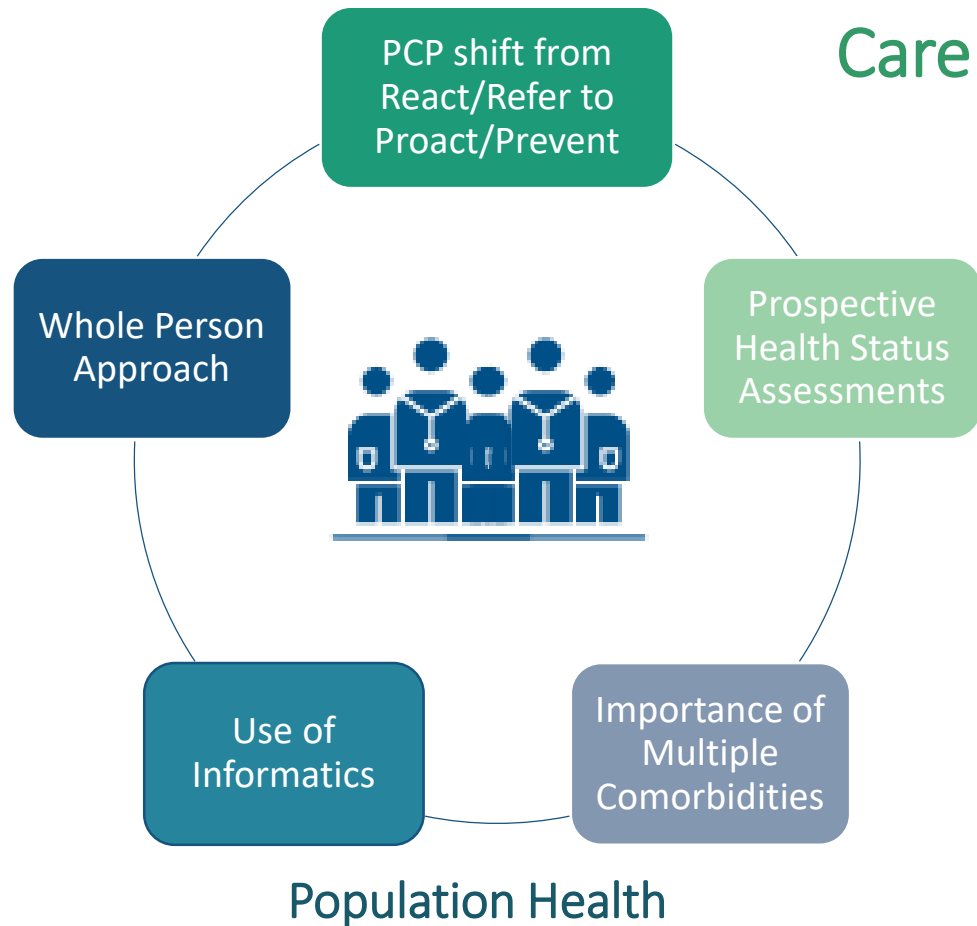 Care
PCP shift from
React/Refer to
Proact/Prevent
Whole Person
Approach
Prospective
Health Status
Assessments
Use of
Informatics
Importance of
Multiple
Comorbidities
Population Health